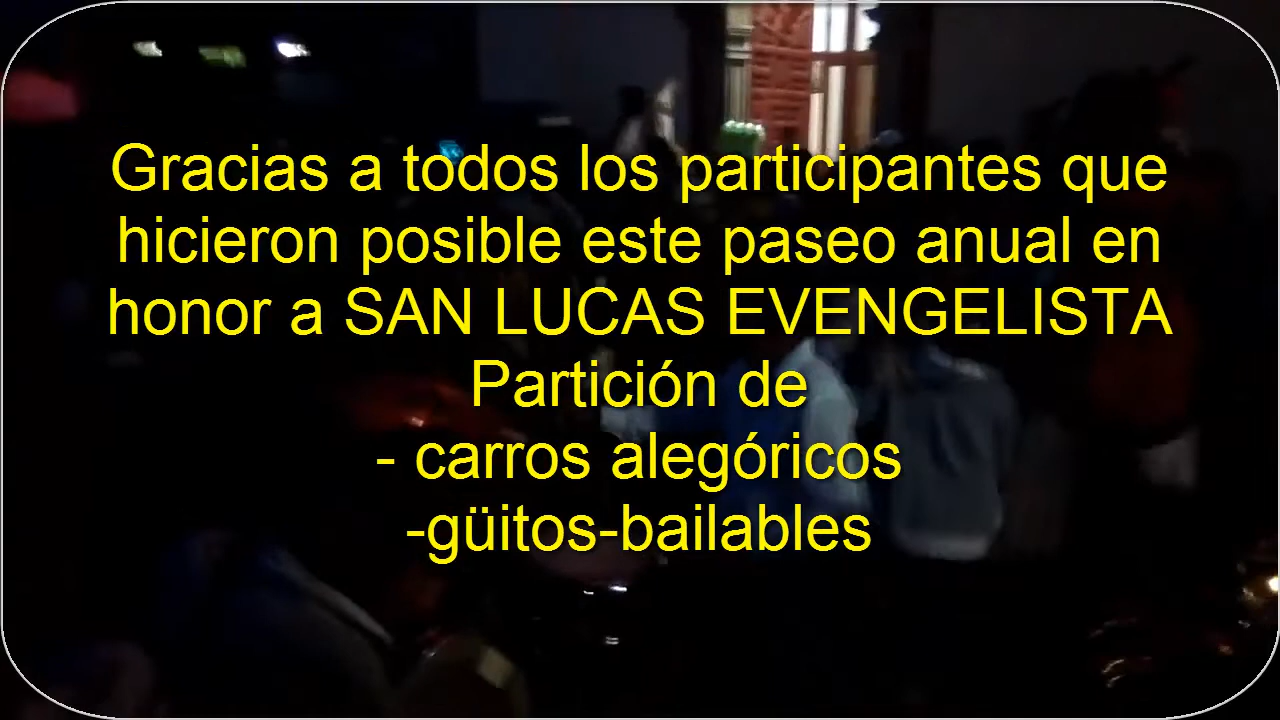 Gracias a todos los participantes que
hicieron posible este paseo anual en
honor a SAN LUCAS EVENGELISTA
Partición de
- carros alegóricos
-güitos-bailables